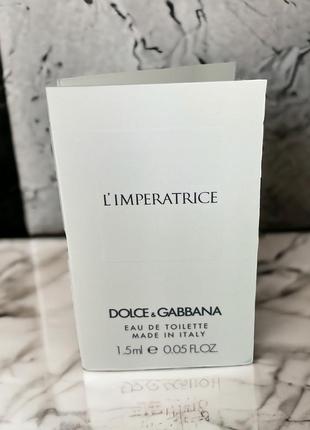 L'IMPERATRICE
DOLCE & GABBANA
EAU DE TOILETTE
MADE IN ITALY
1.5ml e 0.05 FL.OZ.